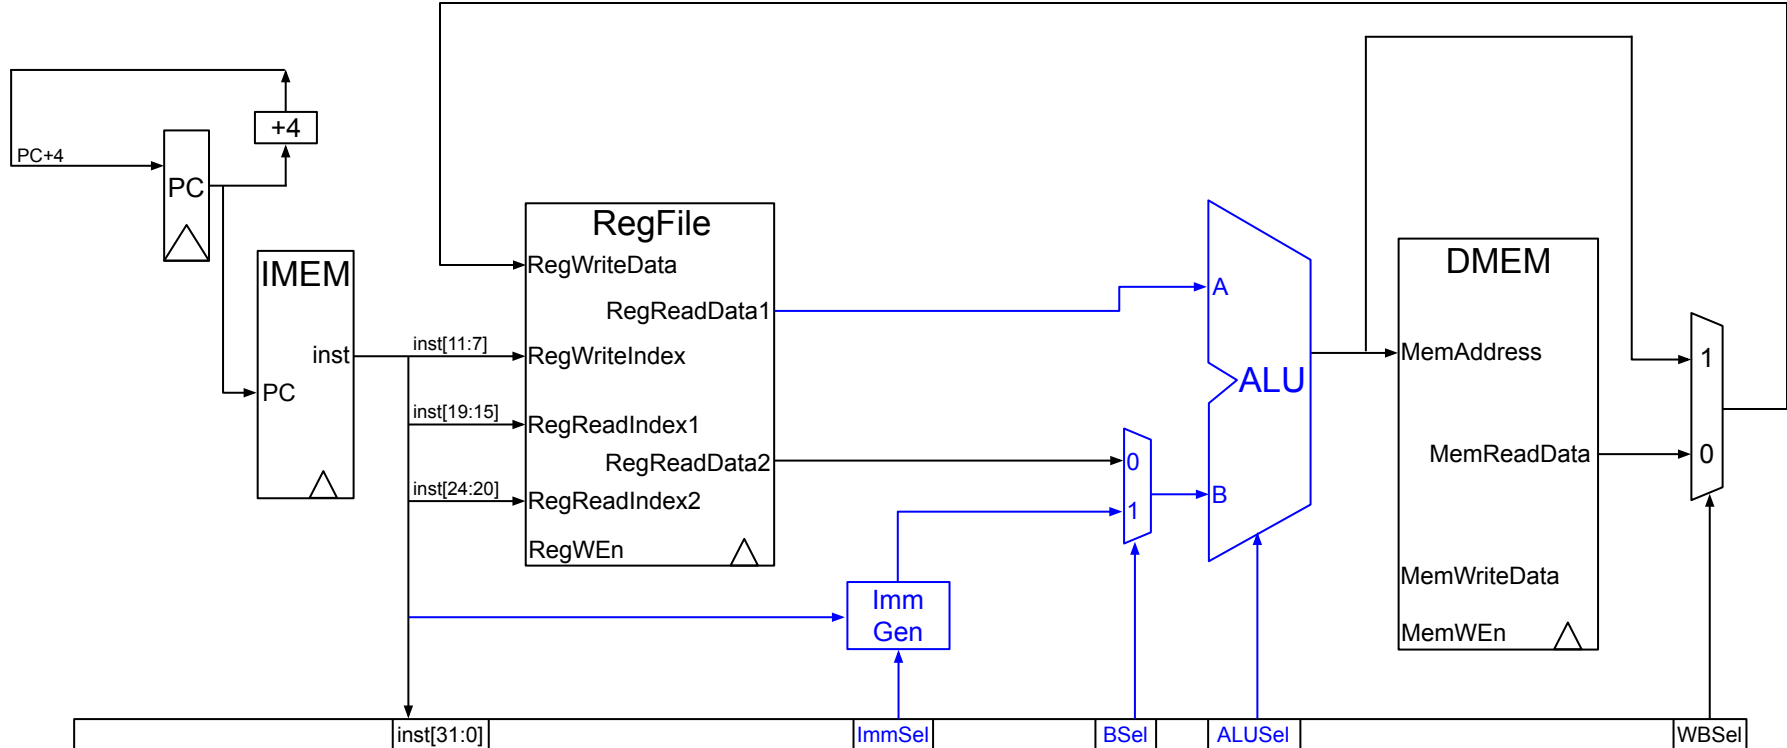 +4
PC+4
PC
IMEM
inst
PC
inst[11:7]
inst[19:15]
inst[24:20]
RegFile
RegWriteData
RegReadData1
RegWriteIndex
RegReadIndex1
RegReadData2
RegReadIndex2
RegWEn
Imm
Gen
0
1
A
ALU
B
DMEM
MemAddress
MemReadData
MemWriteData
MemWEn
1
0
inst[31:0]
ImmSel
BSel
ALUSel
WBSel